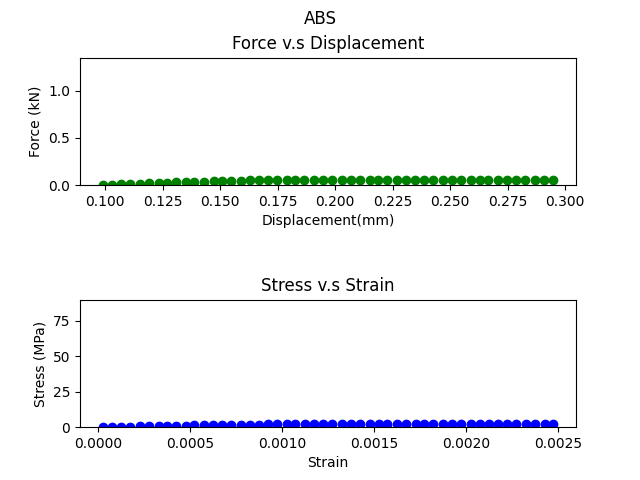 ABS
Force v.s Displacement
1.0
0.5
0.0
Force (kN)
0.100 0.125 0.150 0.175 0.200 0.225 0.250 0.275 0.300
Displacement(mm)
Stress v.s Strain
75
50
25
0
Stress (MPa)
0.0000 0.0005 0.0010 0.0015 0.0020 0.0025
Strain